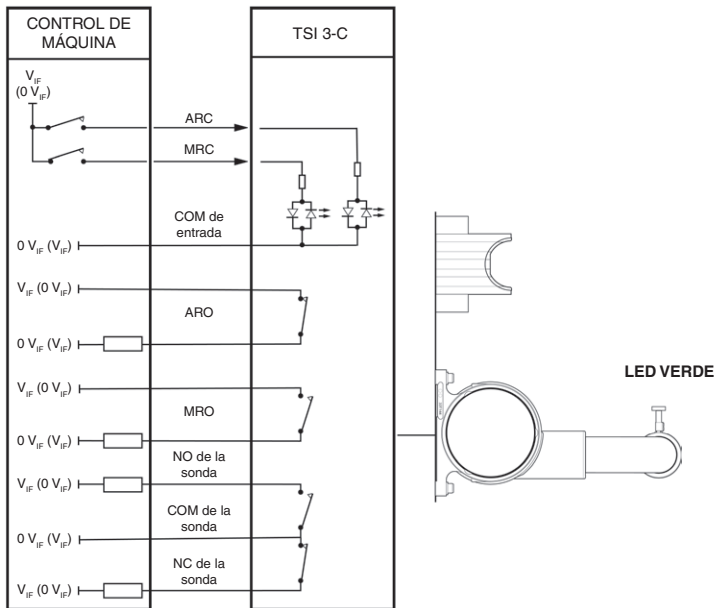 CONTROL DE
MÁQUINA
TSI 3-C
V_IF
(0 V_IF)
ARC
MRC
COM de
entrada
0 V_IF (V_IF)
V_IF (0 V_IF)
ARO
0 V_IF (V_IF)
V_IF (0 V_IF)
MRO
0 V_IF (V_IF)
NO de la
sonda
V_IF (0 V_IF)
COM de la
sonda
0 V_IF (V_IF)
NC de la
sonda
V_IF (0 V_IF)
LED VERDE